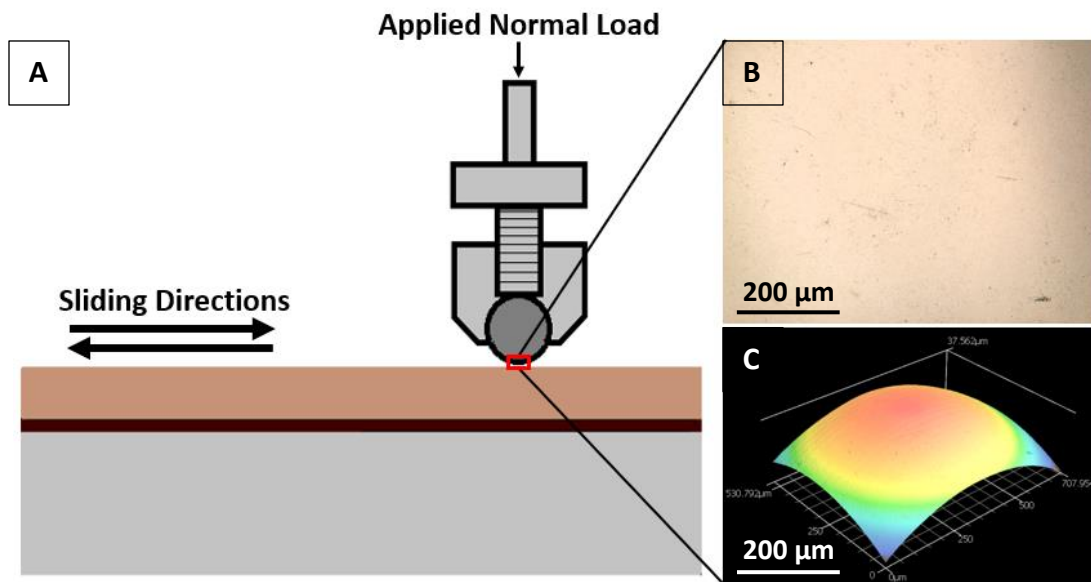 Applied Normal Load
A
B
Sliding Directions
200 µm
C
37.562µm
530.792µm
707.954
500
250
250
200 µm
0
0µm